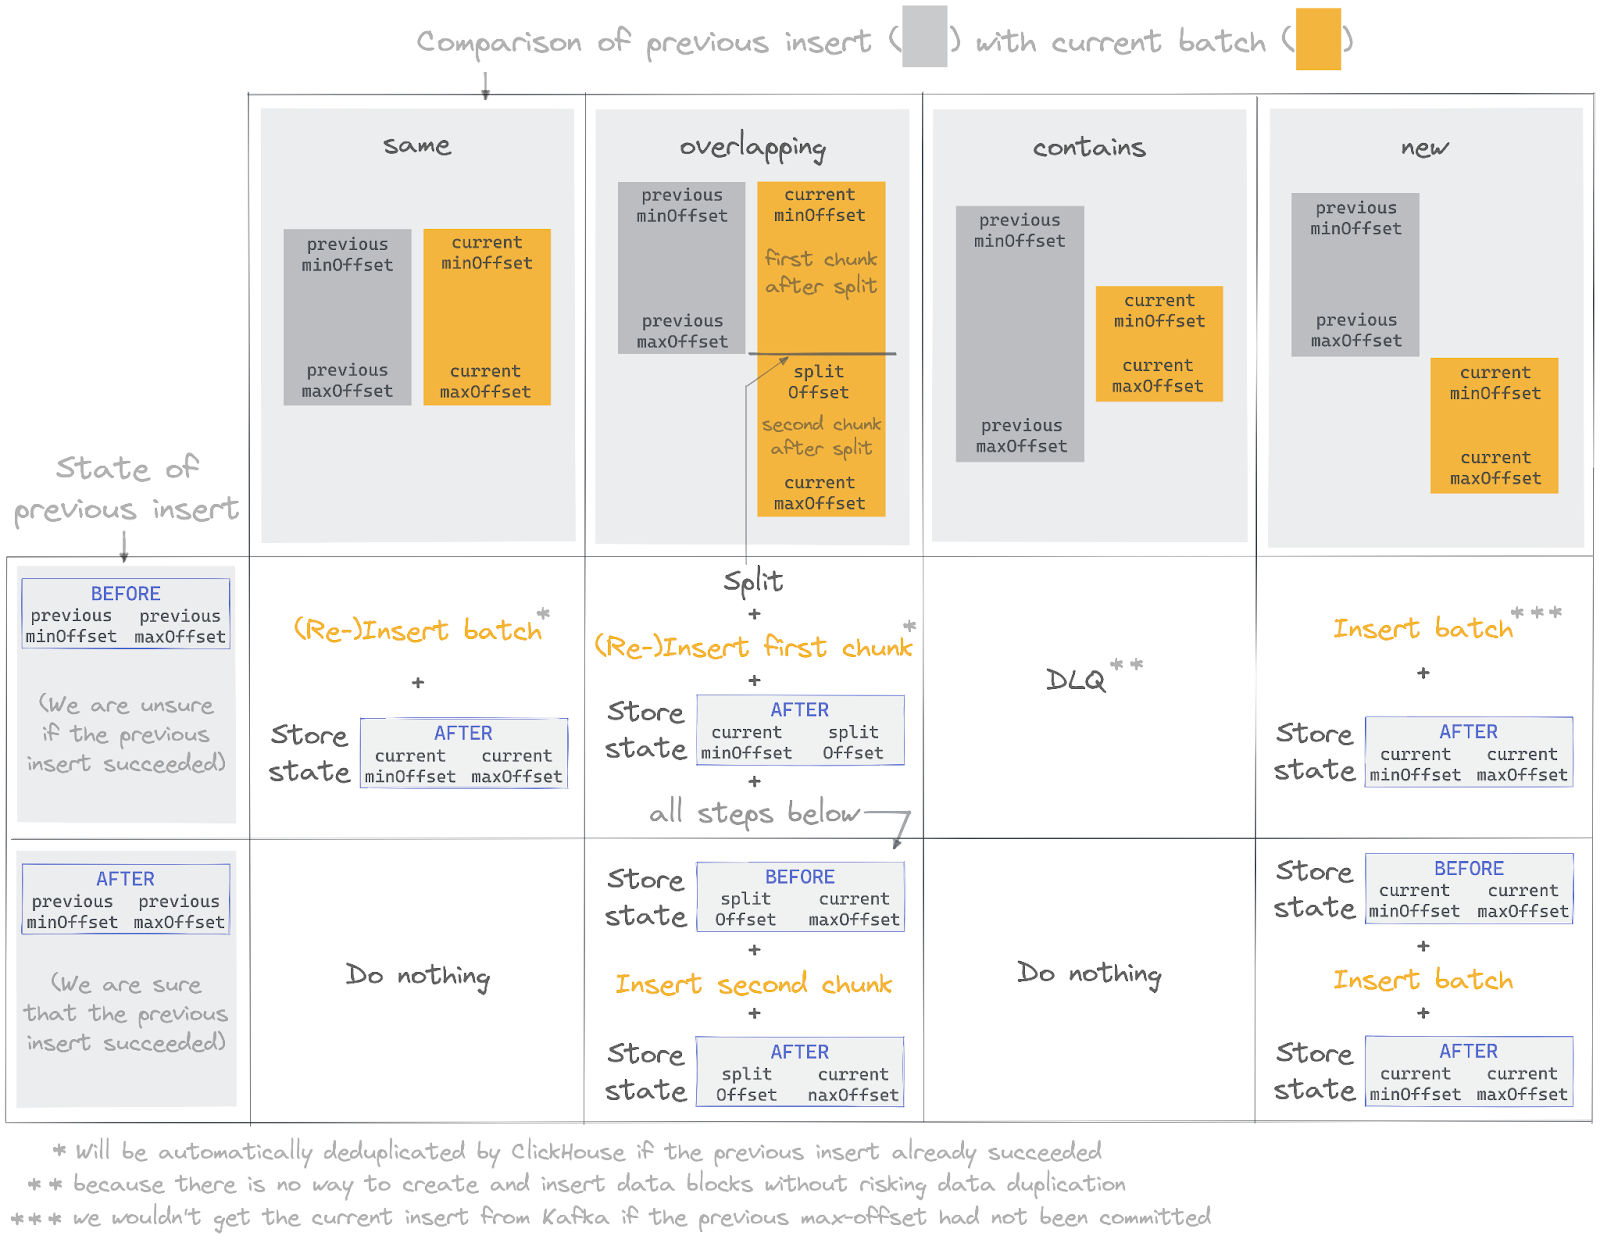 Comparison of previous insert ( ) with current batch ( )
same
previous
minOffset
previous
maxOffset
current
minOffset
current
maxOffset
overlapping
previous
minOffset
previous
maxOffset
current
minOffset
first chunk
after split
split
Offset
second chunk
after split
current
maxOffset
contains
previous
minOffset
previous
maxOffset
current
minOffset
current
maxOffset
new
previous
minOffset
previous
maxOffset
current
minOffset
current
maxOffset
State of
previous insert
BEFORE
previous previous
minOffset maxOffset
(We are unsure
if the previous
insert succeeded)
(Re-)Insert batch*
+
Store
state
AFTER
current current
minOffset maxOffset
Split
+
(Re-)Insert first chunk*
+
Store
state
AFTER
current split
minOffset Offset
+
all steps below
DLQ**
Insert batch***
+
Store
state
AFTER
current current
minOffset maxOffset
AFTER
previous previous
minOffset maxOffset
(We are sure
that the previous
insert succeeded)
Do nothing
Store
state
BEFORE
split current
Offset maxOffset
+
Insert second chunk
+
Store
state
AFTER
split current
Offset naxOffset
Do nothing
Store
state
BEFORE
current current
minOffset maxOffset
+
Insert batch
+
Store
state
AFTER
current current
minOffset maxOffset
* Will be automatically deduplicated by ClickHouse if the previous insert already succeeded
** because there is no way to create and insert data blocks without risking data duplication
*** we wouldn't get the current insert from Kafka if the previous max-offset had not been committed